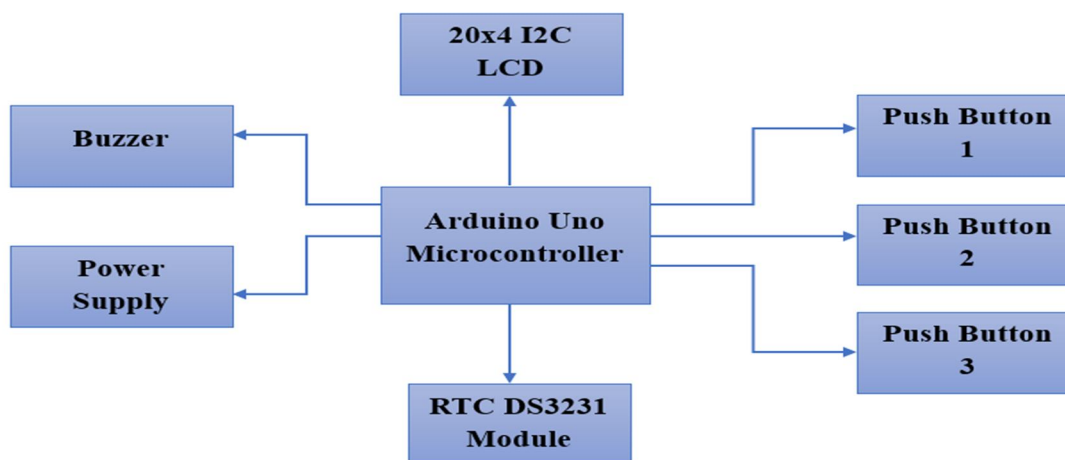 20x4 I2C
LCD
Buzzer
Push Button
1
Arduino Uno
Microcontroller
Power
Supply
Push Button
2
Push Button
3
RTC DS3231
Module